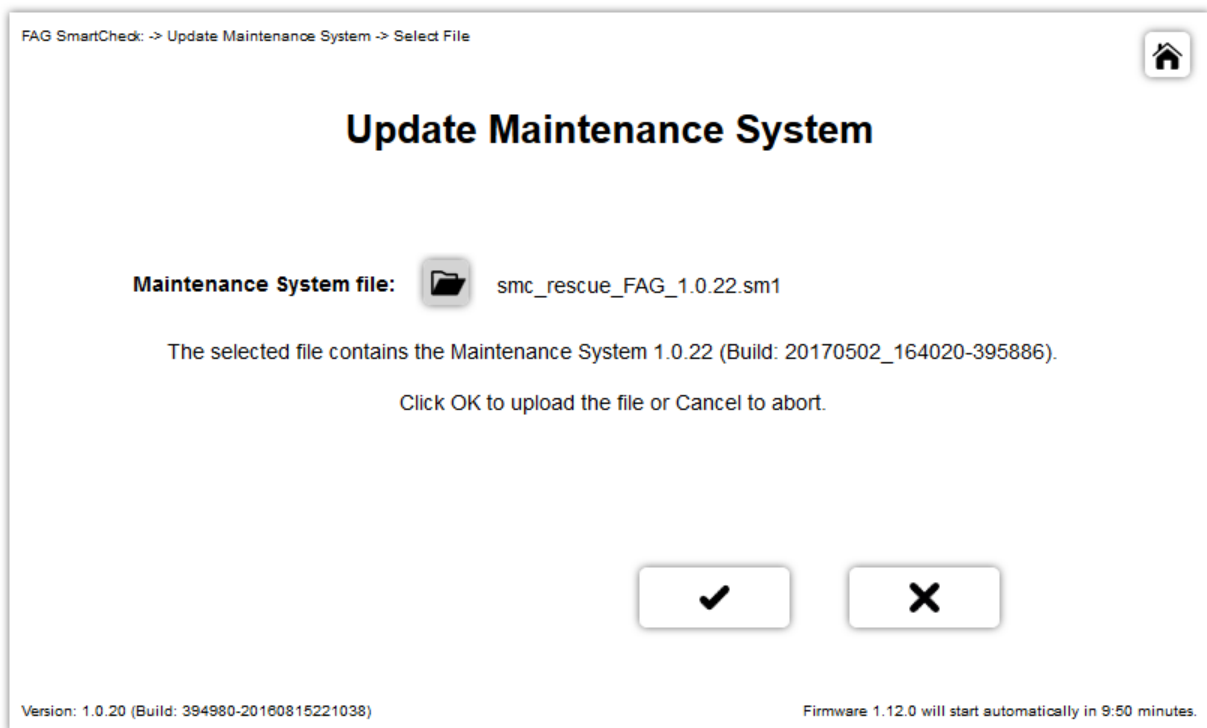 FAG SmartCheck: -> Update Maintenance System -> Select File
Update Maintenance System
Maintenance System file: smc_rescue_FAG_1.0.22.sm1
The selected file contains the Maintenance System 1.0.22 (Build: 20170502_164020-395886).
Click OK to upload the file or Cancel to abort.
Version: 1.0.20 (Build: 394980-20160815221038) Firmware 1.12.0 will start automatically in 9:50 minutes.